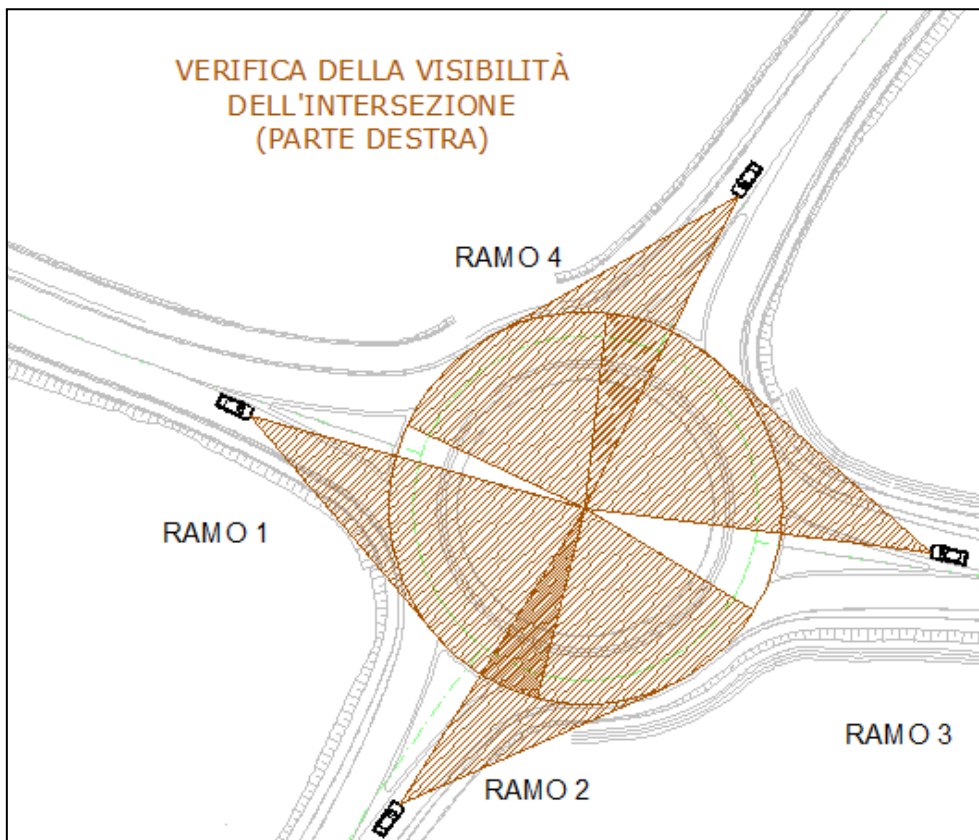 VERIFICA DELLA VISIBILITÀ
DELL'INTERSEZIONE
(PARTE DESTRA)
RAMO 4
RAMO 1
RAMO 3
RAMO 2